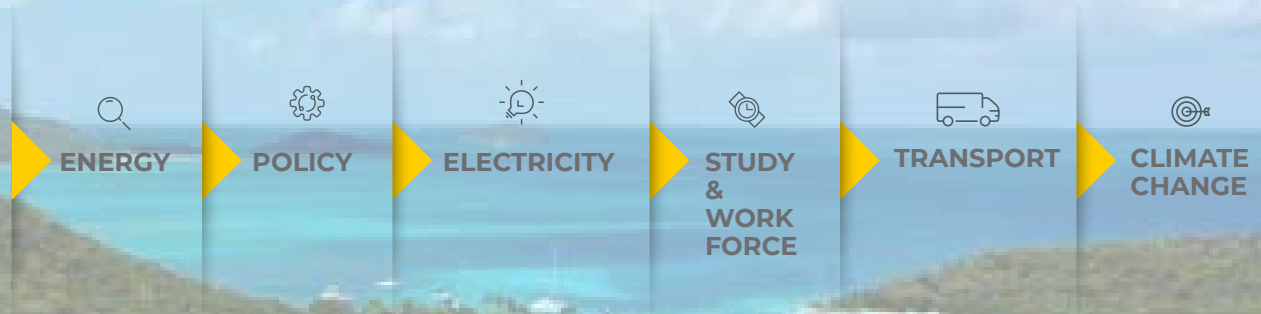 ENERGY
POLICY
ELECTRICITY
STUDY
&
WORK
FORCE
TRANSPORT
CLIMATE
CHANGE